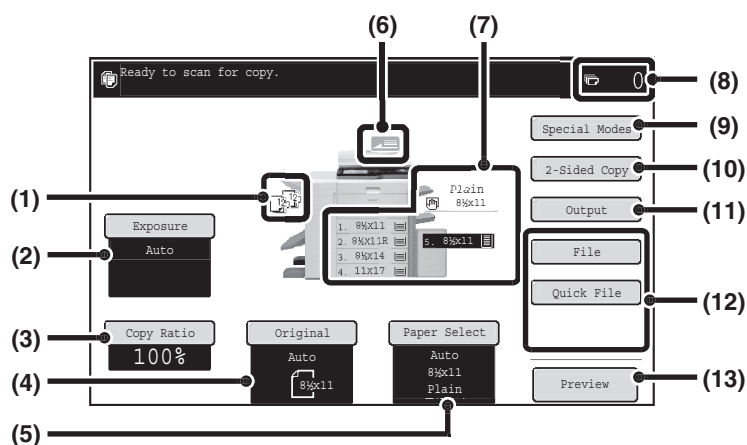 (6)
(7)
Ready to scan for copy.
0
(8)
Special Modes
(9)
2-Sided Copy
(10)
Plain
8½x11
(1)
Output
(11)
Exposure
Auto
1. 8½x11
2. 8½x11R
3. 8½x14
4. 11x17
5. 8½x11
(2)
File
Quick File
(12)
(3)
Copy Ratio
100%
Original
Auto
8½x11
Paper Select
Auto
8½x11
Plain
(4)
Preview
(13)
(5)